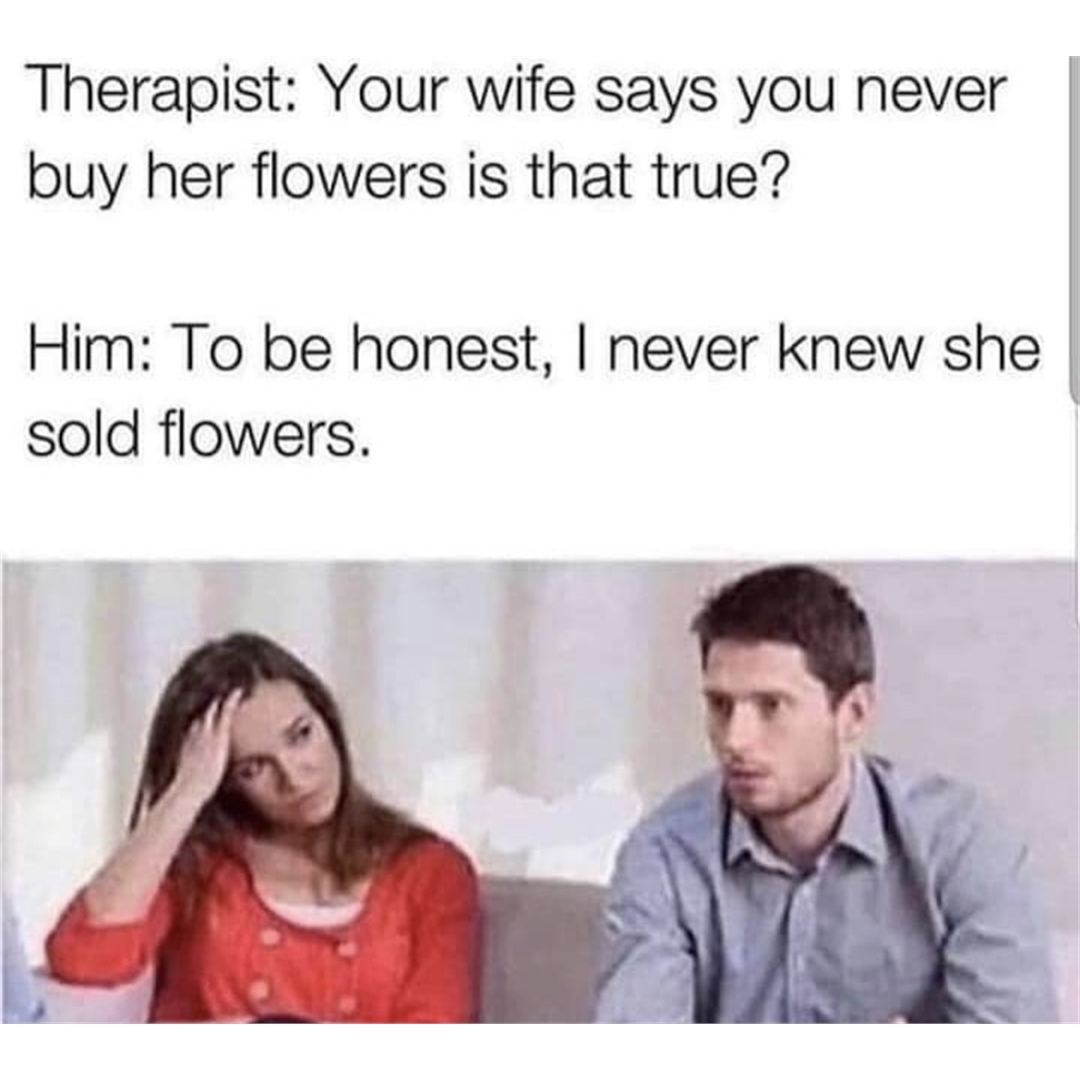 Therapist: Your wife says you never
buy her flowers is that true?
Him: To be honest, I never knew she
sold flowers.